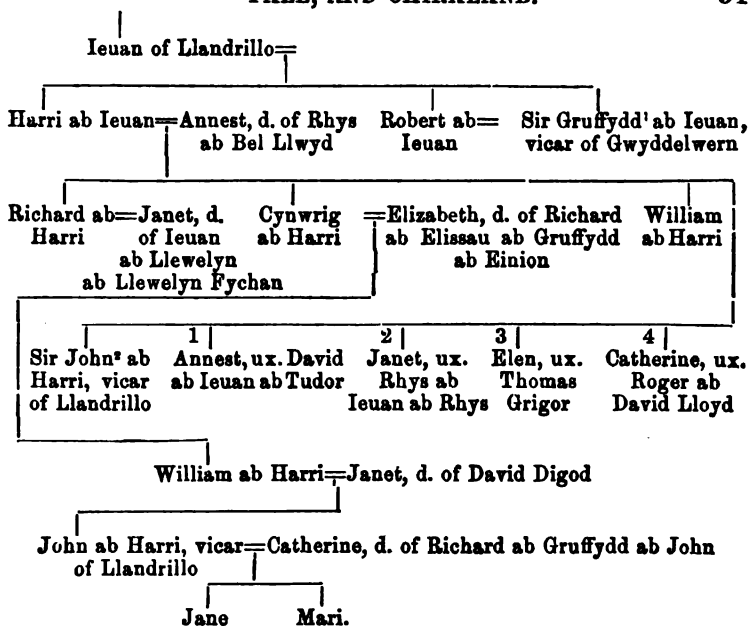 Ieuan of Llandrillo=
Harri ab Ieuan=Annest, d. of Rhys ab Bel Llwyd
Robert ab= Ieuan
Sir Gruffydd¹ ab Ieuan, vicar of Gwyddelwern
Richard ab=Janet, d. Cynwrig =Elizabeth, d. of Richard William
Harri of Ieuan ab Harri ab Elissau ab Gruffydd ab Harri
ab Llewelyn ab Einion
ab Llewelyn Fychan
1 2 3 4
Sir John² ab Annest, ux. David Janet, ux. Elen, ux. Catherine, ux.
Harri, vicar ab Ieuan ab Tudor Rhys ab Thomas Roger ab
of Llandrillo Ieuan ab Rhys Grigor David Lloyd
William ab Harri=Janet, d. of David Digod
John ab Harri, vicar=Catherine, d. of Richard ab Gruffydd ab John
of Llandrillo
Jane Mari.